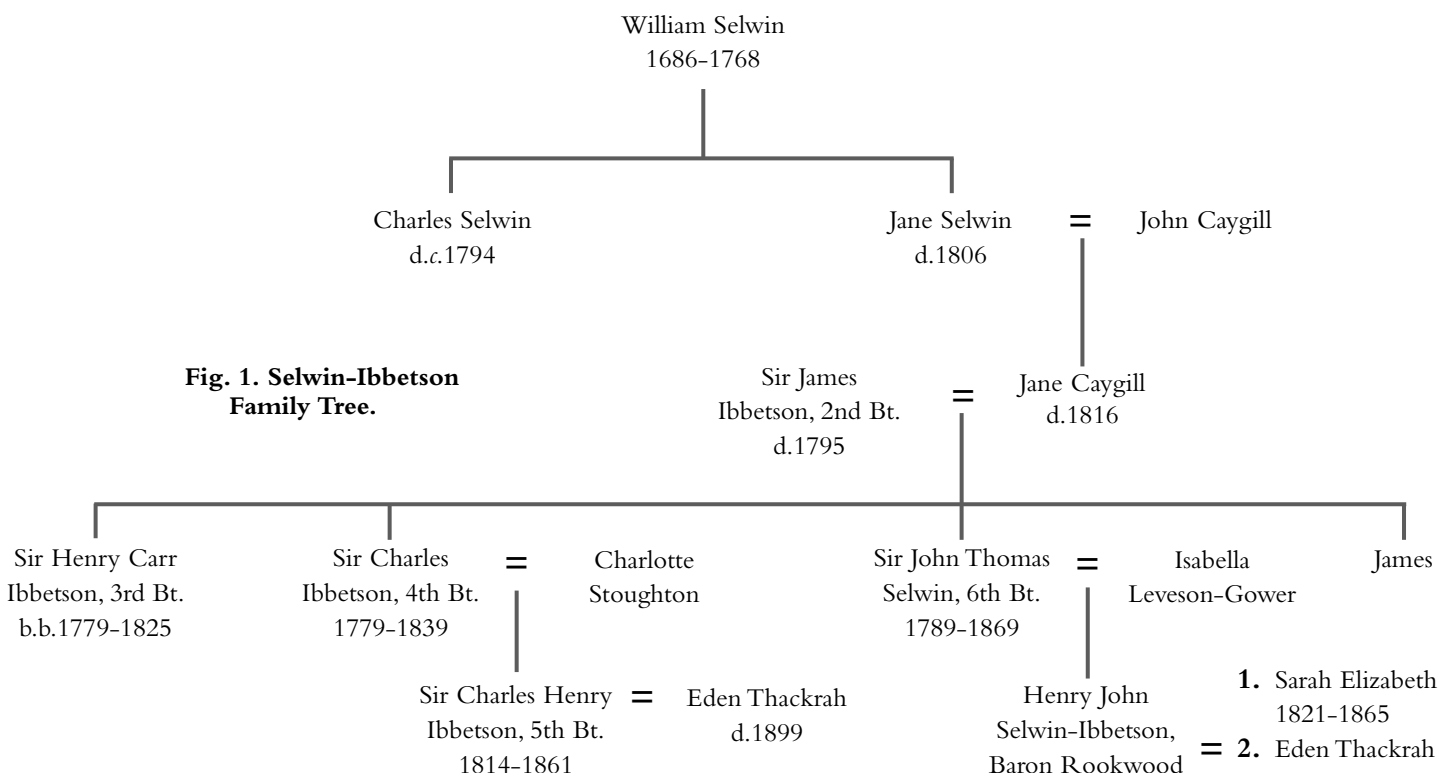 William Selwin
1686-1768
Charles Selwin
d.c.1794
Jane Selwin
d.1806
=
John Caygill
Fig. 1. Selwin-Ibbetson
Family Tree.
Sir James
Ibbetson, 2nd Bt.
d.1795
=
Jane Caygill
d.1816
Sir Henry Carr
Ibbetson, 3rd Bt.
b.b.1779-1825
Sir Charles
Ibbetson, 4th Bt.
1779-1839
=
Charlotte
Stoughton
Sir John Thomas
Selwin, 6th Bt.
1789-1869
=
Isabella
Leveson-Gower
James
Sir Charles Henry
Ibbetson, 5th Bt.
1814-1861
=
Eden Thackrah
d.1899
Henry John
Selwin-Ibbetson,
Baron Rookwood
=
1. Sarah Elizabeth
1821-1865
2. Eden Thackrah